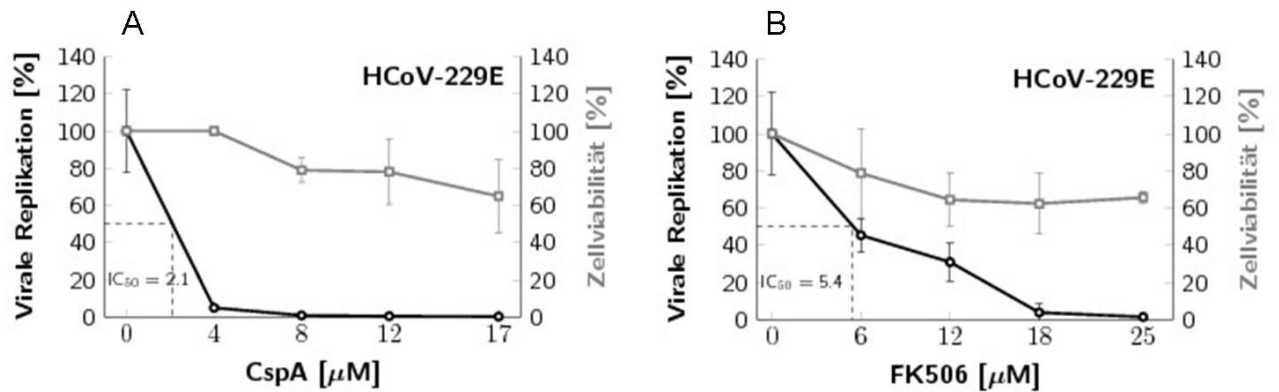 A
HCoV-229E
Virale Replikation [%]
140
120
100
80
60
40
20
0
IC₅₀ = 2.1
0 4 8 12 17
CspA [μM]
140
120
100
80
60
40
20
0
Zellviabilität [%]
B
HCoV-229E
Virale Replikation [%]
140
120
100
80
60
40
20
0
IC₅₀ = 5.4
0 6 12 18 25
FK506 [μM]
140
120
100
80
60
40
20
0
Zellviabilität [%]